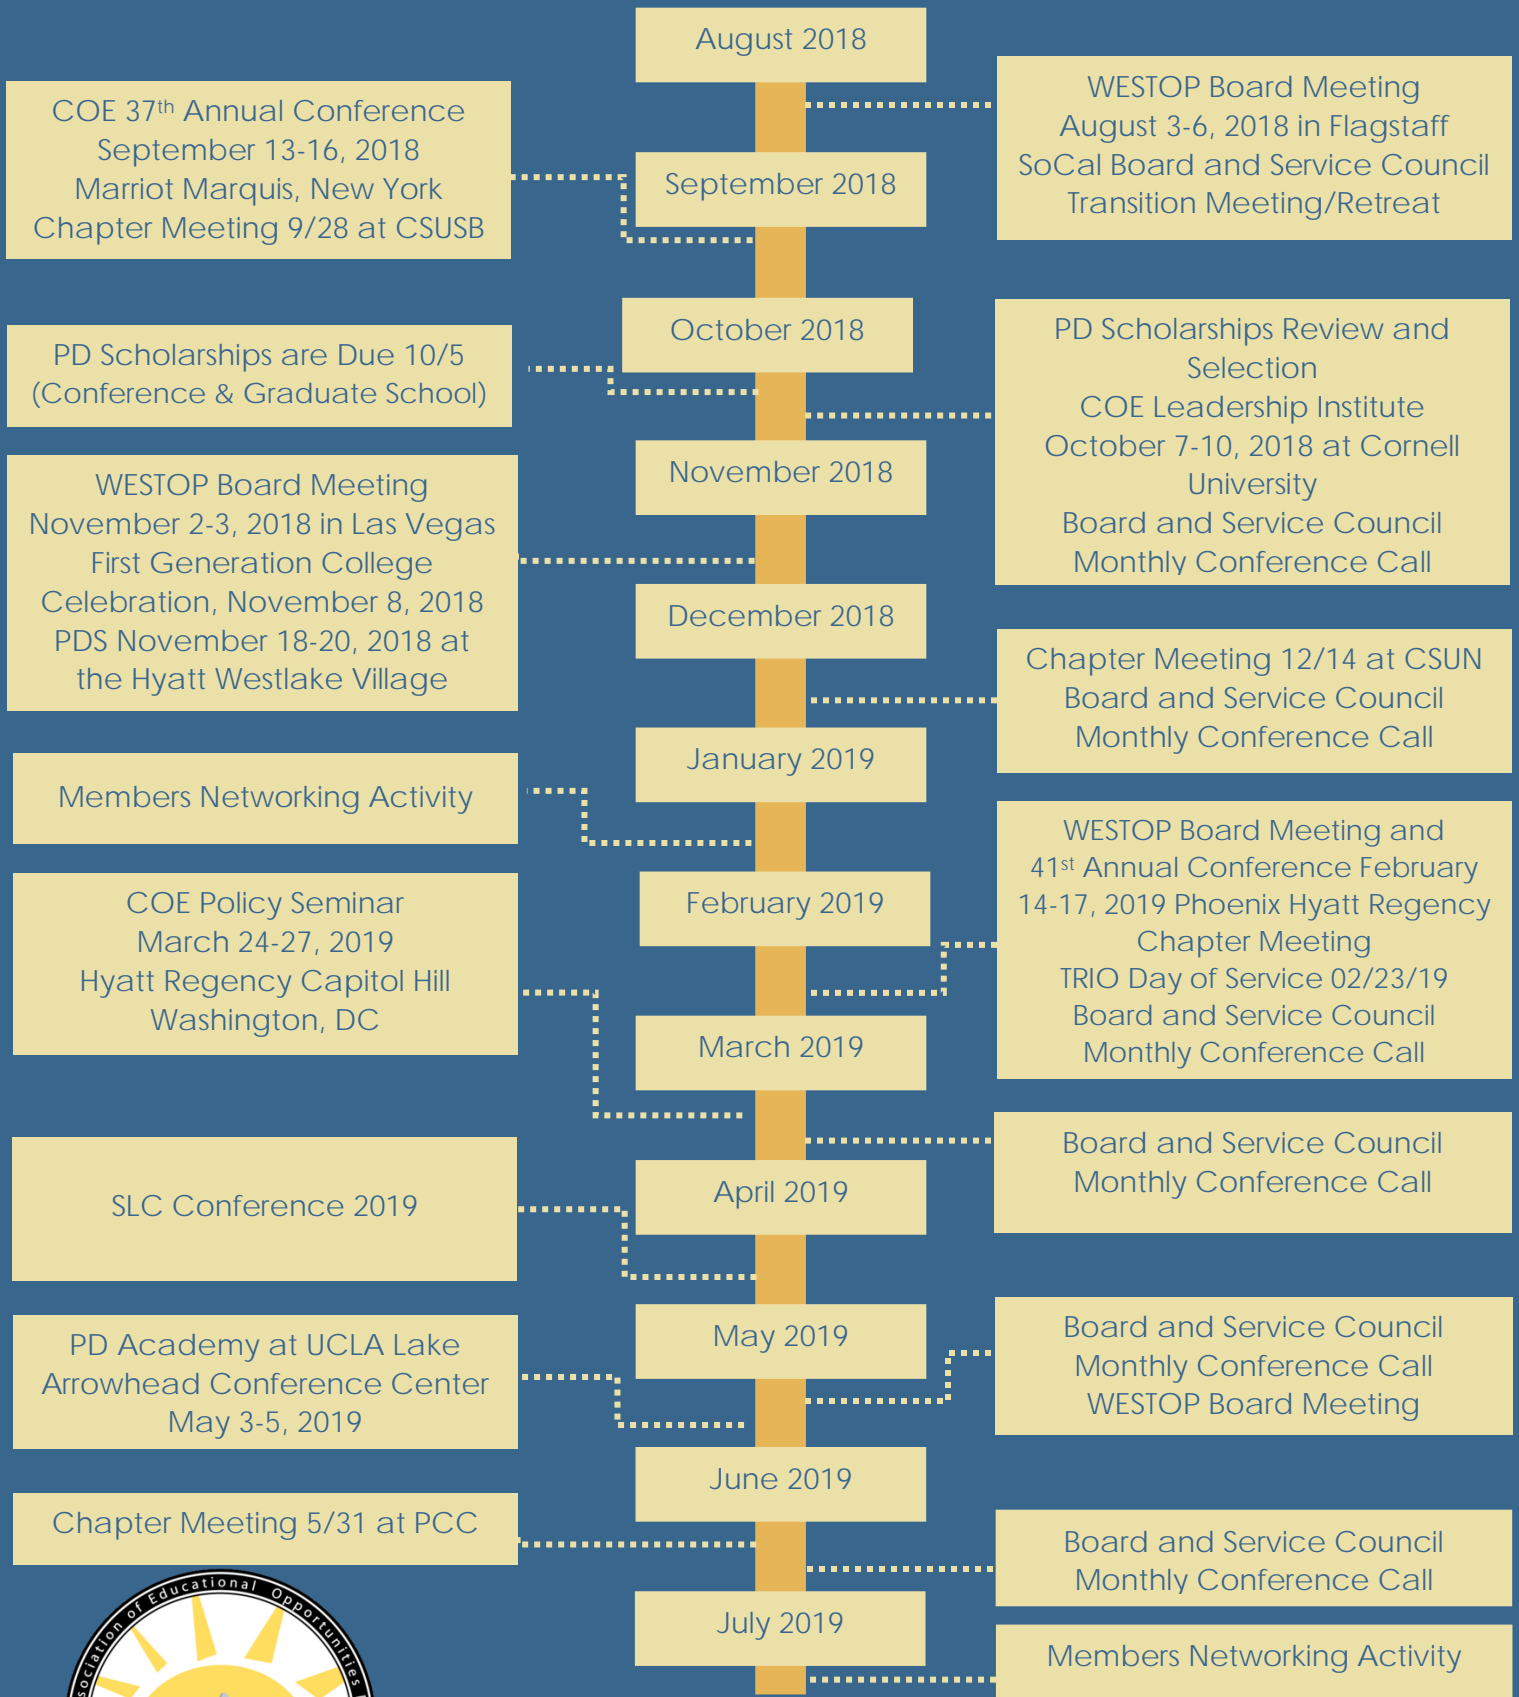 August 2018
WESTOP Board Meeting
August 3-6, 2018 in Flagstaff
SoCal Board and Service Council
Transition Meeting/Retreat
COE 37th Annual Conference
September 13-16, 2018
Marriot Marquis, New York
Chapter Meeting 9/28 at CSUSB
September 2018
October 2018
PD Scholarships are Due 10/5
(Conference & Graduate School)
PD Scholarships Review and
Selection
COE Leadership Institute
October 7-10, 2018 at Cornell
University
Board and Service Council
Monthly Conference Call
November 2018
WESTOP Board Meeting
November 2-3, 2018 in Las Vegas
First Generation College
Celebration, November 8, 2018
PDS November 18-20, 2018 at
the Hyatt Westlake Village
December 2018
Chapter Meeting 12/14 at CSUN
Board and Service Council
Monthly Conference Call
January 2019
Members Networking Activity
WESTOP Board Meeting and
41st Annual Conference February
14-17, 2019 Phoenix Hyatt Regency
Chapter Meeting
TRIO Day of Service 02/23/19
Board and Service Council
Monthly Conference Call
February 2019
COE Policy Seminar
March 24-27, 2019
Hyatt Regency Capitol Hill
Washington, DC
March 2019
Board and Service Council
Monthly Conference Call
April 2019
SLC Conference 2019
May 2019
Board and Service Council
Monthly Conference Call
WESTOP Board Meeting
PD Academy at UCLA Lake
Arrowhead Conference Center
May 3-5, 2019
June 2019
Chapter Meeting 5/31 at PCC
Board and Service Council
Monthly Conference Call
July 2019
Members Networking Activity
of Educational Opportunities